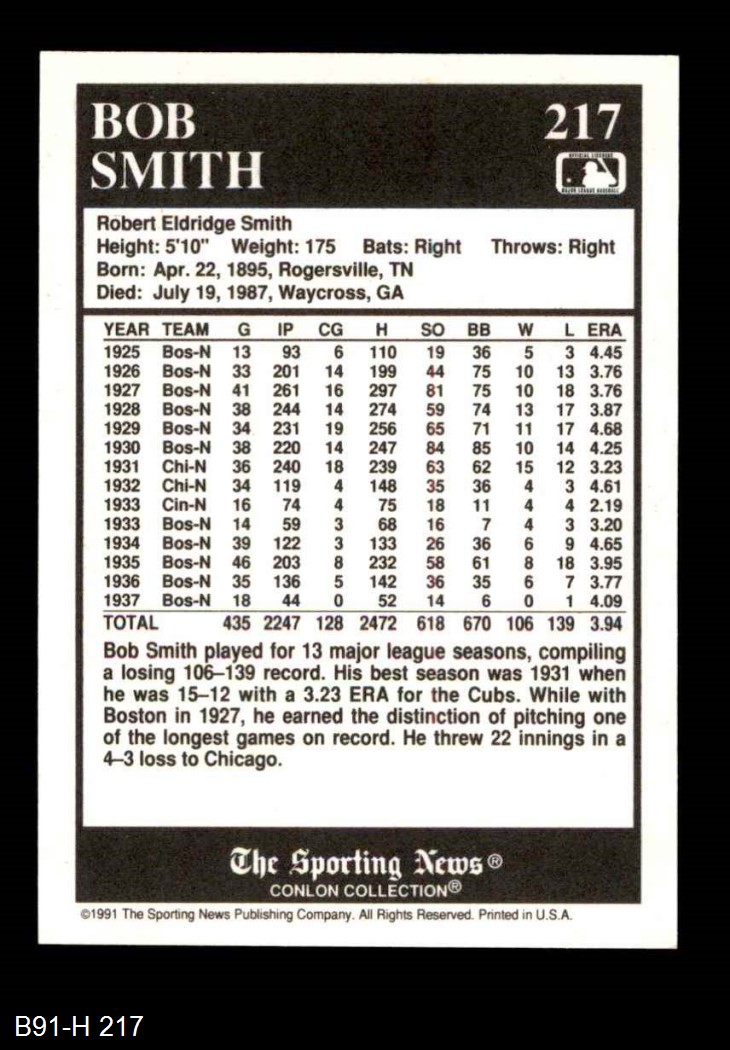 BOB
SMITH
217
OFFICIAL LICENSEE
MAJOR LEAGUE BASEBALL
Robert Eldridge Smith
Height: 5'10" Weight: 175 Bats: Right Throws: Right
Born: Apr. 22, 1895, Rogersville, TN
Died: July 19, 1987, Waycross, GA
YEAR TEAM G IP CG H SO BB W L ERA
1925 Bos-N 13 93 6 110 19 36 5 3 4.45
1926 Bos-N 33 201 14 199 44 75 10 13 3.76
1927 Bos-N 41 261 16 297 81 75 10 18 3.76
1928 Bos-N 38 244 14 274 59 74 13 17 3.87
1929 Bos-N 34 231 19 256 65 71 11 17 4.68
1930 Bos-N 38 220 14 247 84 85 10 14 4.25
1931 Chi-N 36 240 18 239 63 62 15 12 3.23
1932 Chi-N 34 119 4 148 35 36 4 3 4.61
1933 Cin-N 16 74 4 75 18 11 4 4 2.19
1933 Bos-N 14 59 3 68 16 7 4 3 3.20
1934 Bos-N 39 122 3 133 26 36 6 9 4.65
1935 Bos-N 46 203 8 232 58 61 8 18 3.95
1936 Bos-N 35 136 5 142 36 35 6 7 3.77
1937 Bos-N 18 44 0 52 14 6 0 1 4.09
TOTAL 435 2247 128 2472 618 670 106 139 3.94
Bob Smith played for 13 major league seasons, compiling
a losing 106–139 record. His best season was 1931 when
he was 15–12 with a 3.23 ERA for the Cubs. While with
Boston in 1927, he earned the distinction of pitching one
of the longest games on record. He threw 22 innings in a
4–3 loss to Chicago.
The Sporting News®
CONLON COLLECTION®
©1991 The Sporting News Publishing Company. All Rights Reserved. Printed in U.S.A.
B91-H 217